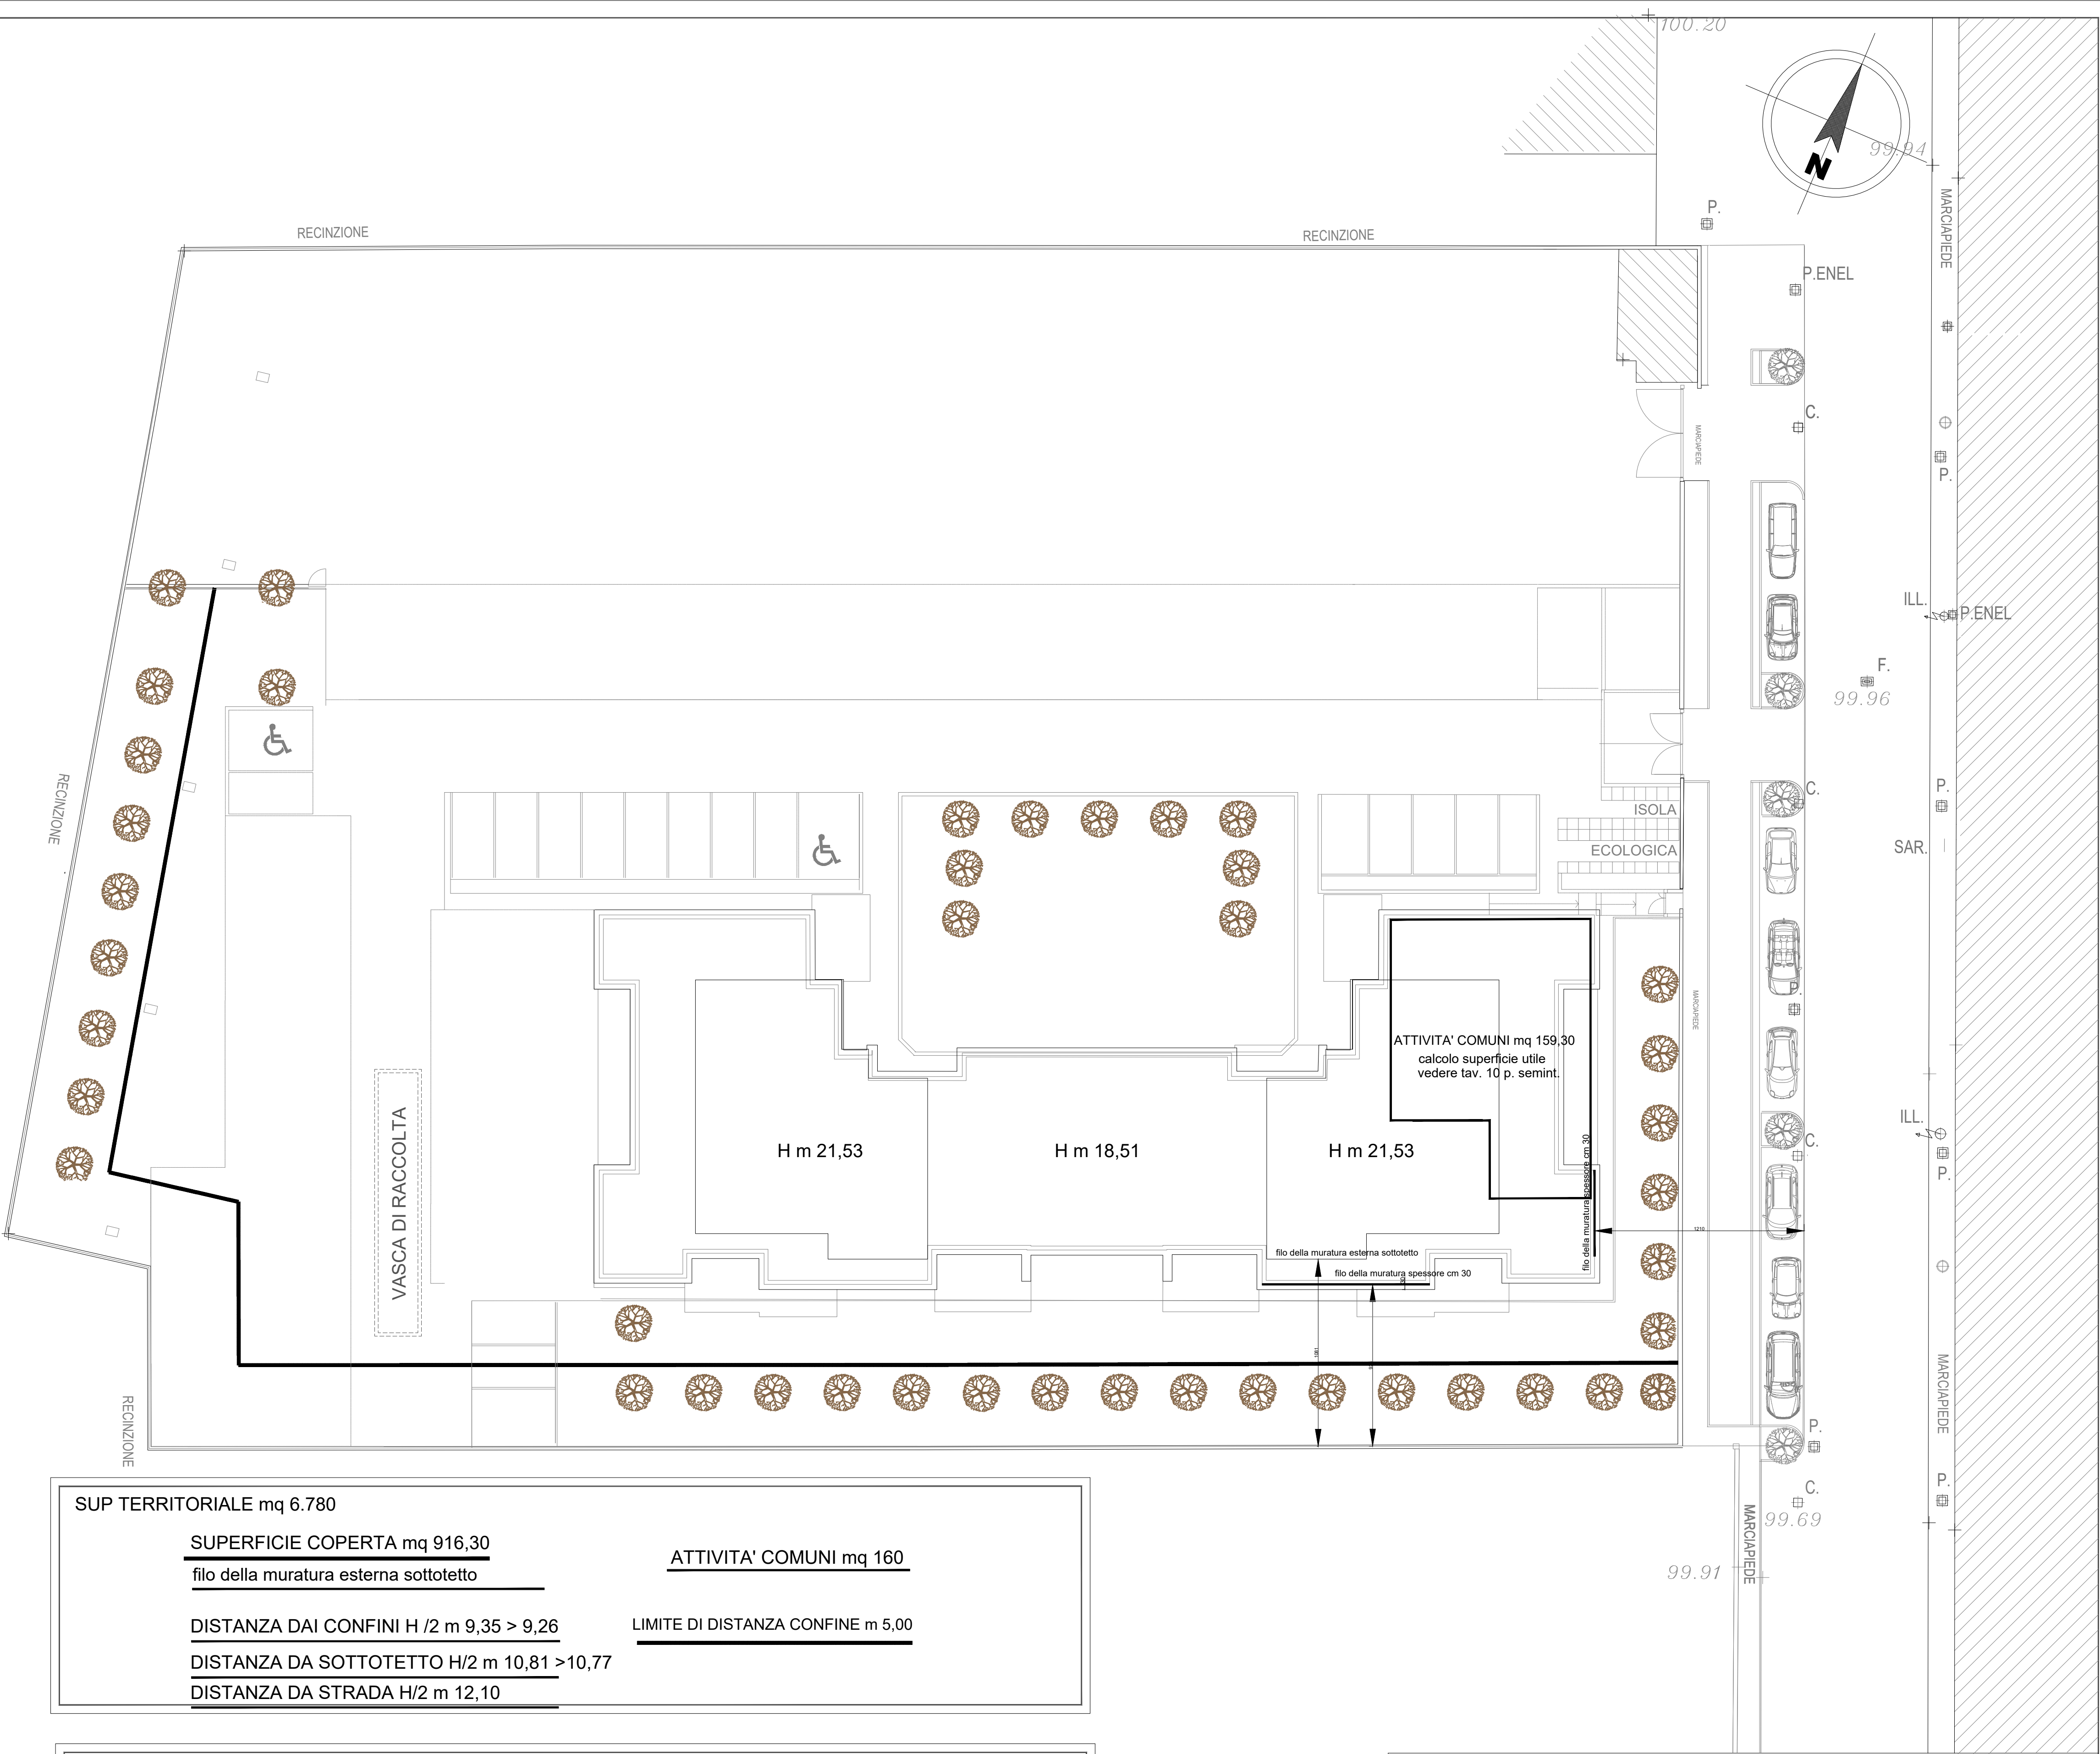 100.20
99.94
N
P.
MARCIAPIEDE
RECINZIONE
RECINZIONE
P.ENEL
C.
MARCIAPIEDE
P.
ILL.
P.ENEL
F.
99.96
RECINZIONE
C.
P.
ISOLA
ECOLOGICA
SAR.
MARCIAPIEDE
ATTIVITA' COMUNI mq 159,30
calcolo superficie utile
vedere tav. 10 p. semint.
VASCA DI RACCOLTA
H m 21,53
H m 18,51
H m 21,53
ILL.
C.
P.
filo della muratura spessore cm 30
1210
filo della muratura esterna sottotetto
filo della muratura spessore cm 30
1081
MARCIAPIEDE
RECINZIONE
P.
P.
C.
99.69
MARCIAPIEDE
99.91
SUP TERRITORIALE mq 6.780
SUPERFICIE COPERTA mq 916,30
filo della muratura esterna sottotetto
ATTIVITA' COMUNI mq 160
DISTANZA DAI CONFINI H /2 m 9,35 > 9,26
LIMITE DI DISTANZA CONFINE m 5,00
DISTANZA DA SOTTOTETTO H/2 m 10,81 >10,77
DISTANZA DA STRADA H/2 m 12,10